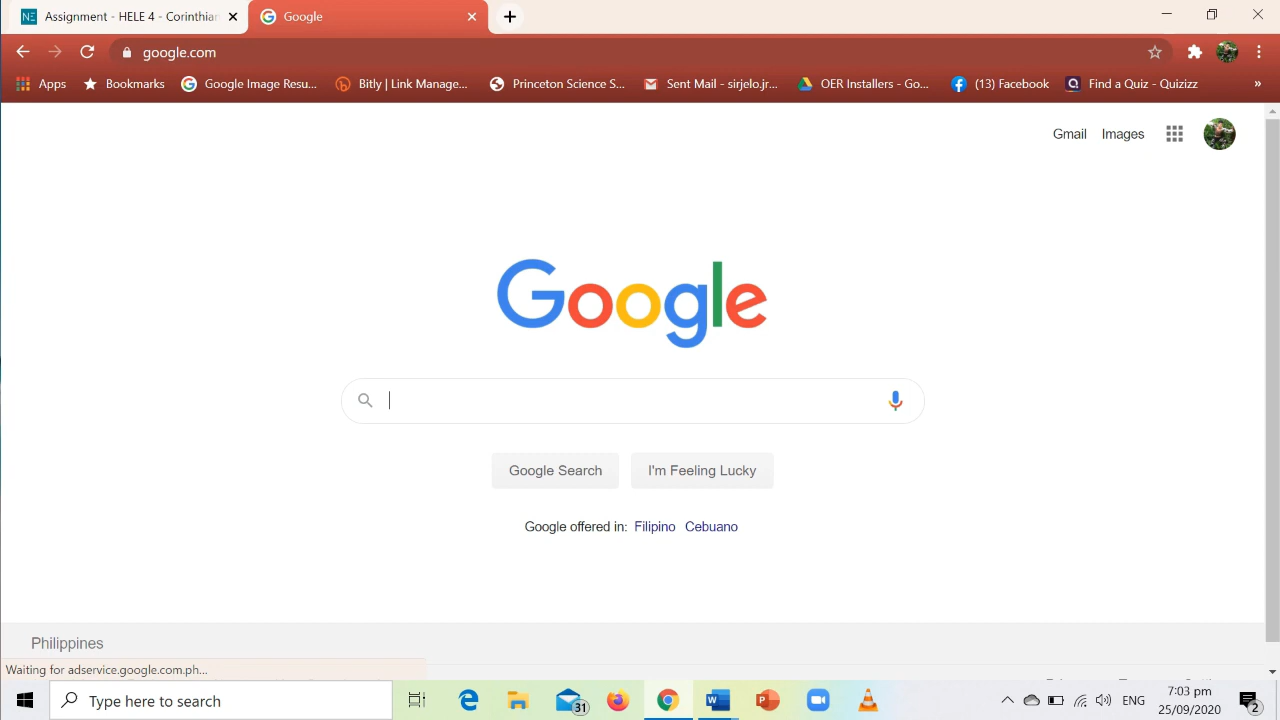 Assignment - HELE 4 - Corinthian
Google
google.com
Apps
Bookmarks
Google Image Resu...
Bitly | Link Manage...
Princeton Science S...
Sent Mail - sirjelo.jr...
OER Installers - Go...
(13) Facebook
Find a Quiz - Quizizz
»
Gmail
Images
Google
Google Search
I'm Feeling Lucky
Google offered in: Filipino Cebuano
Philippines
Waiting for adservice.google.com.ph...
Type here to search
31
ENG
7:03 pm
25/09/2020
2